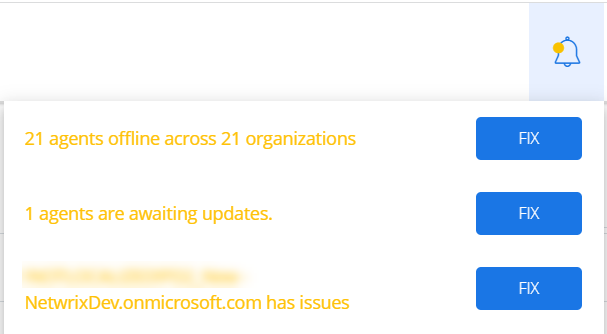 21 agents offline across 21 organizations
FIX
1 agents are awaiting updates.
FIX
NetwrixDev.onmicrosoft.com has issues
FIX